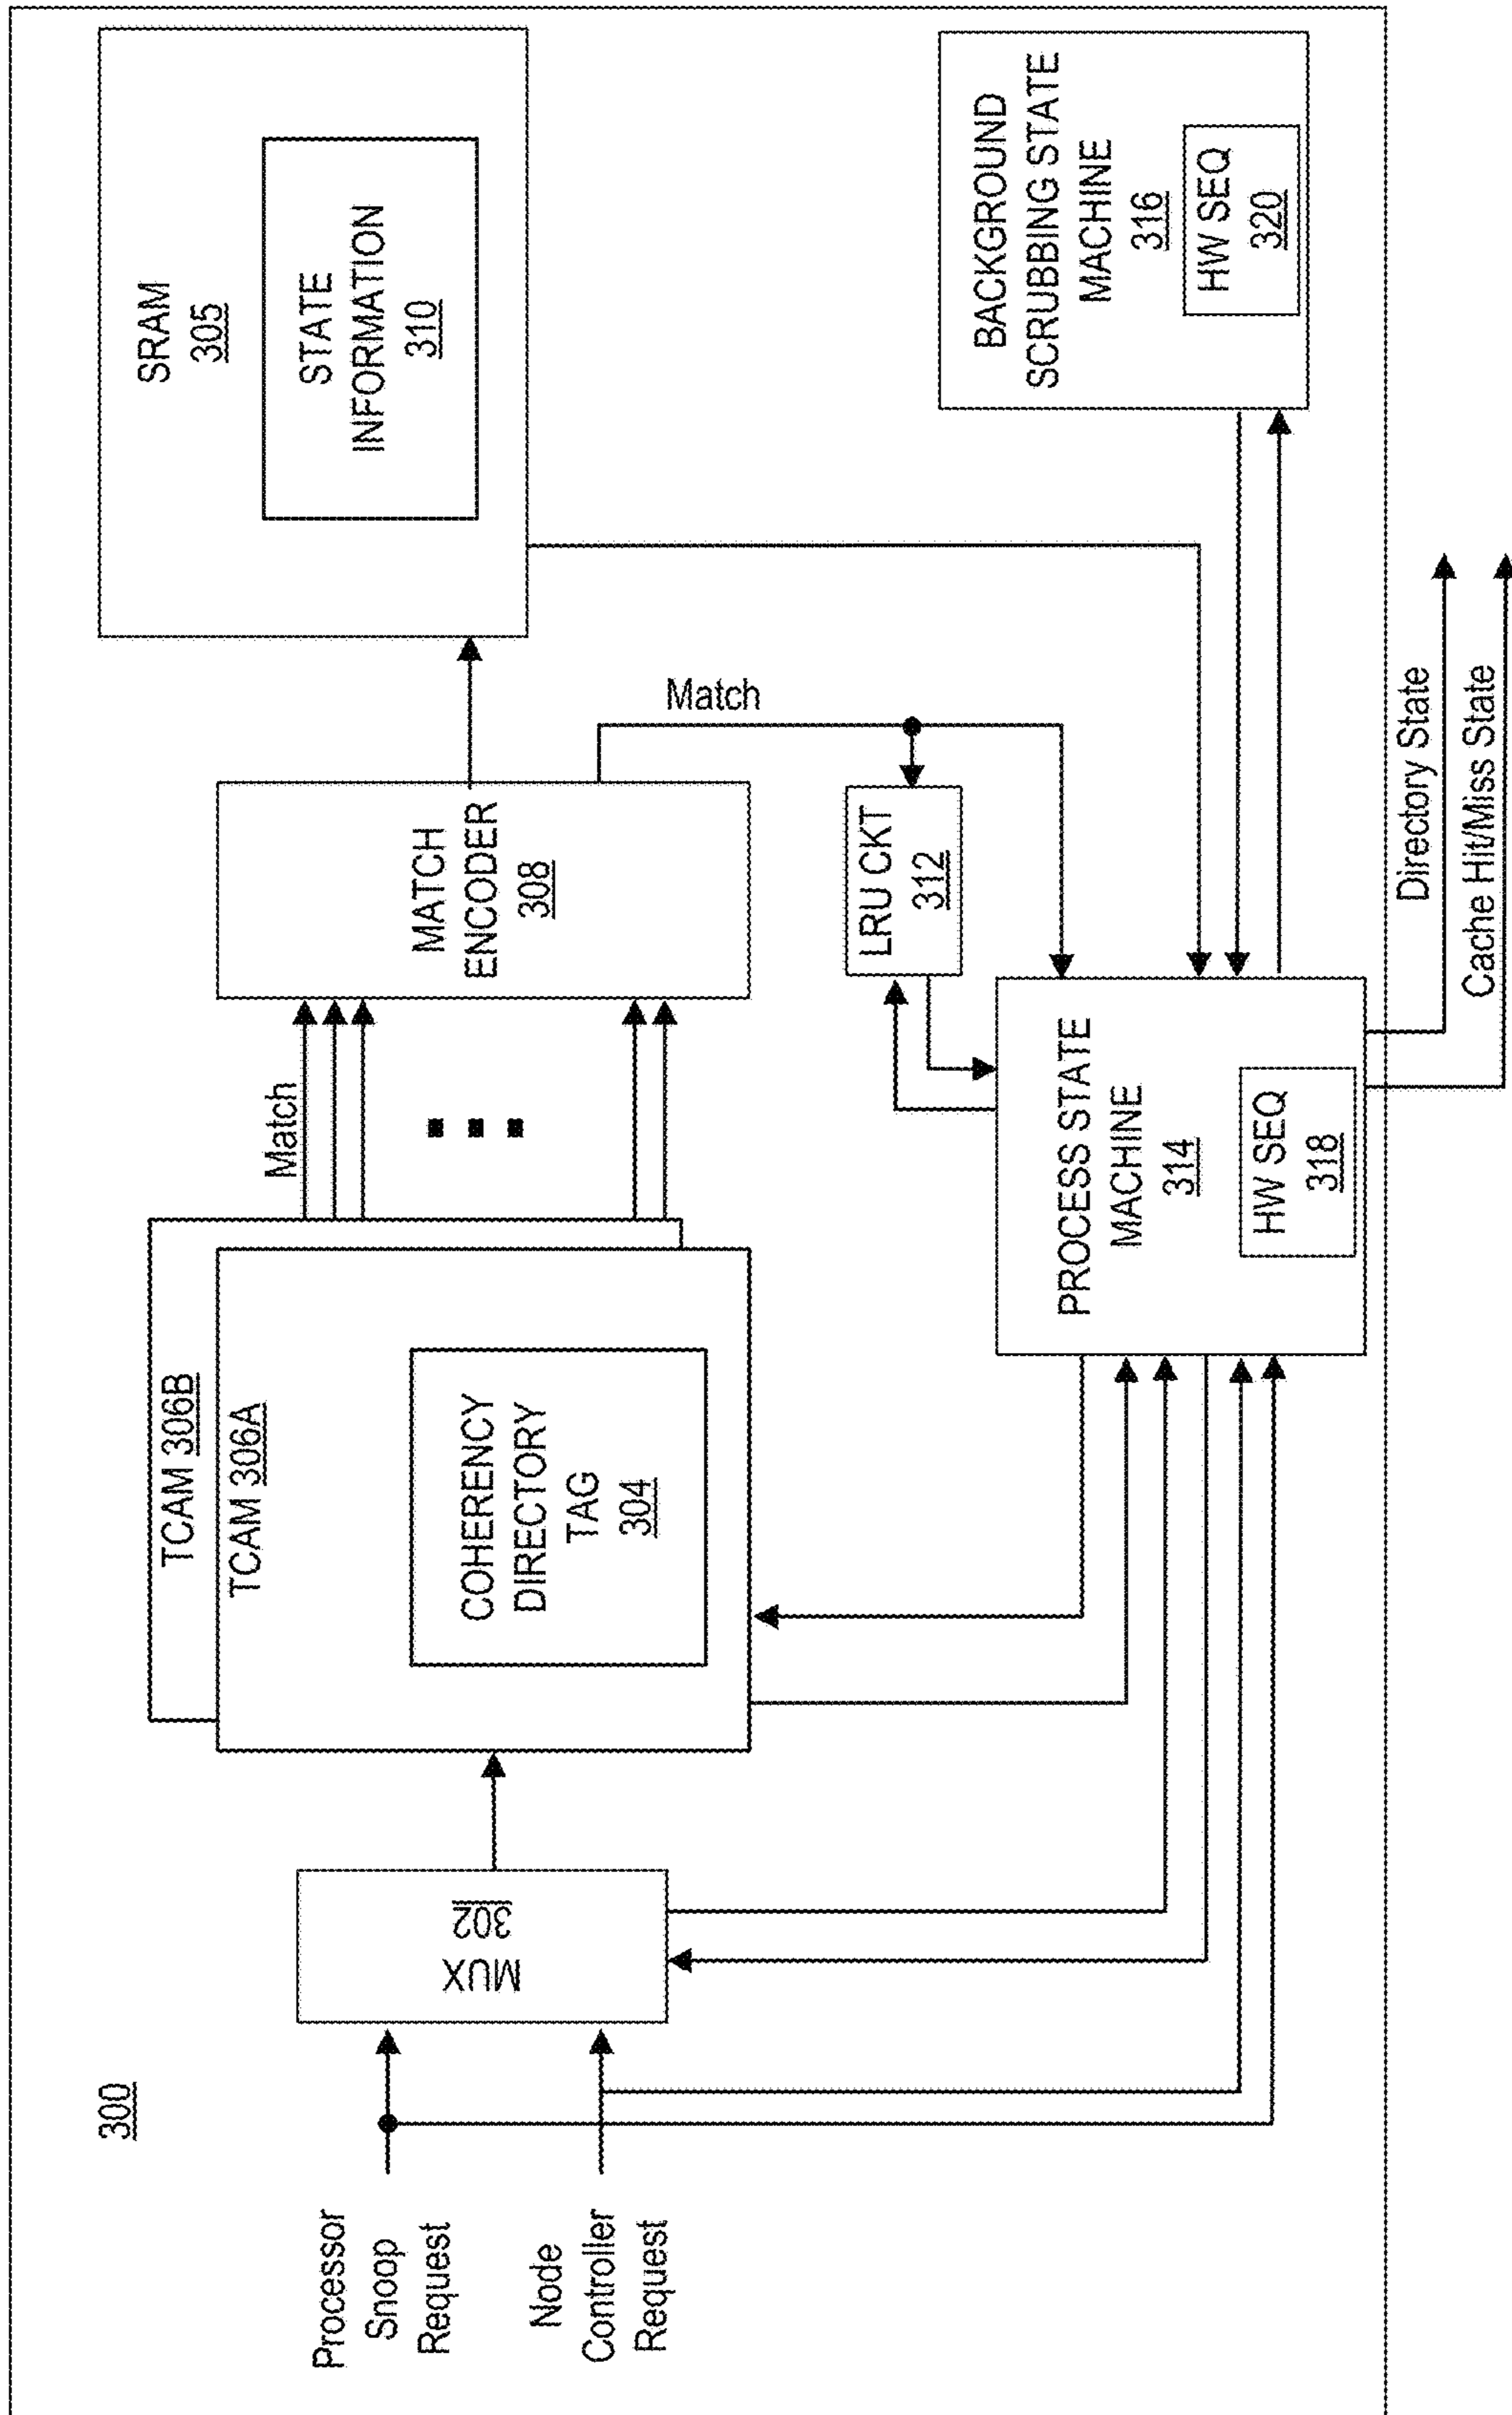 300
Processor
Snoop
Request
Node
Controller
Request
MUX
302
TCAM 306B
TCAM 306A
COHERENCY
DIRECTORY
TAG
304
Match
MATCH
ENCODER
308
SRAM
305
STATE
INFORMATION
310
Match
LRU CKT
312
PROCESS STATE
MACHINE
314
HW SEQ
318
BACKGROUND
SCRUBBING STATE
MACHINE
316
HW SEQ
320
Directory State
Cache Hit/Miss State